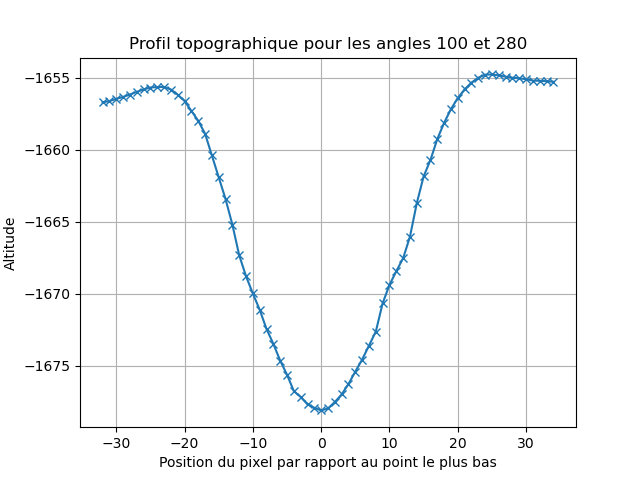 Profil topographique pour les angles 100 et 280
−1655
−1660
−1665
−1670
−1675
Altitude
−30 −20 −10 0 10 20 30
Position du pixel par rapport au point le plus bas